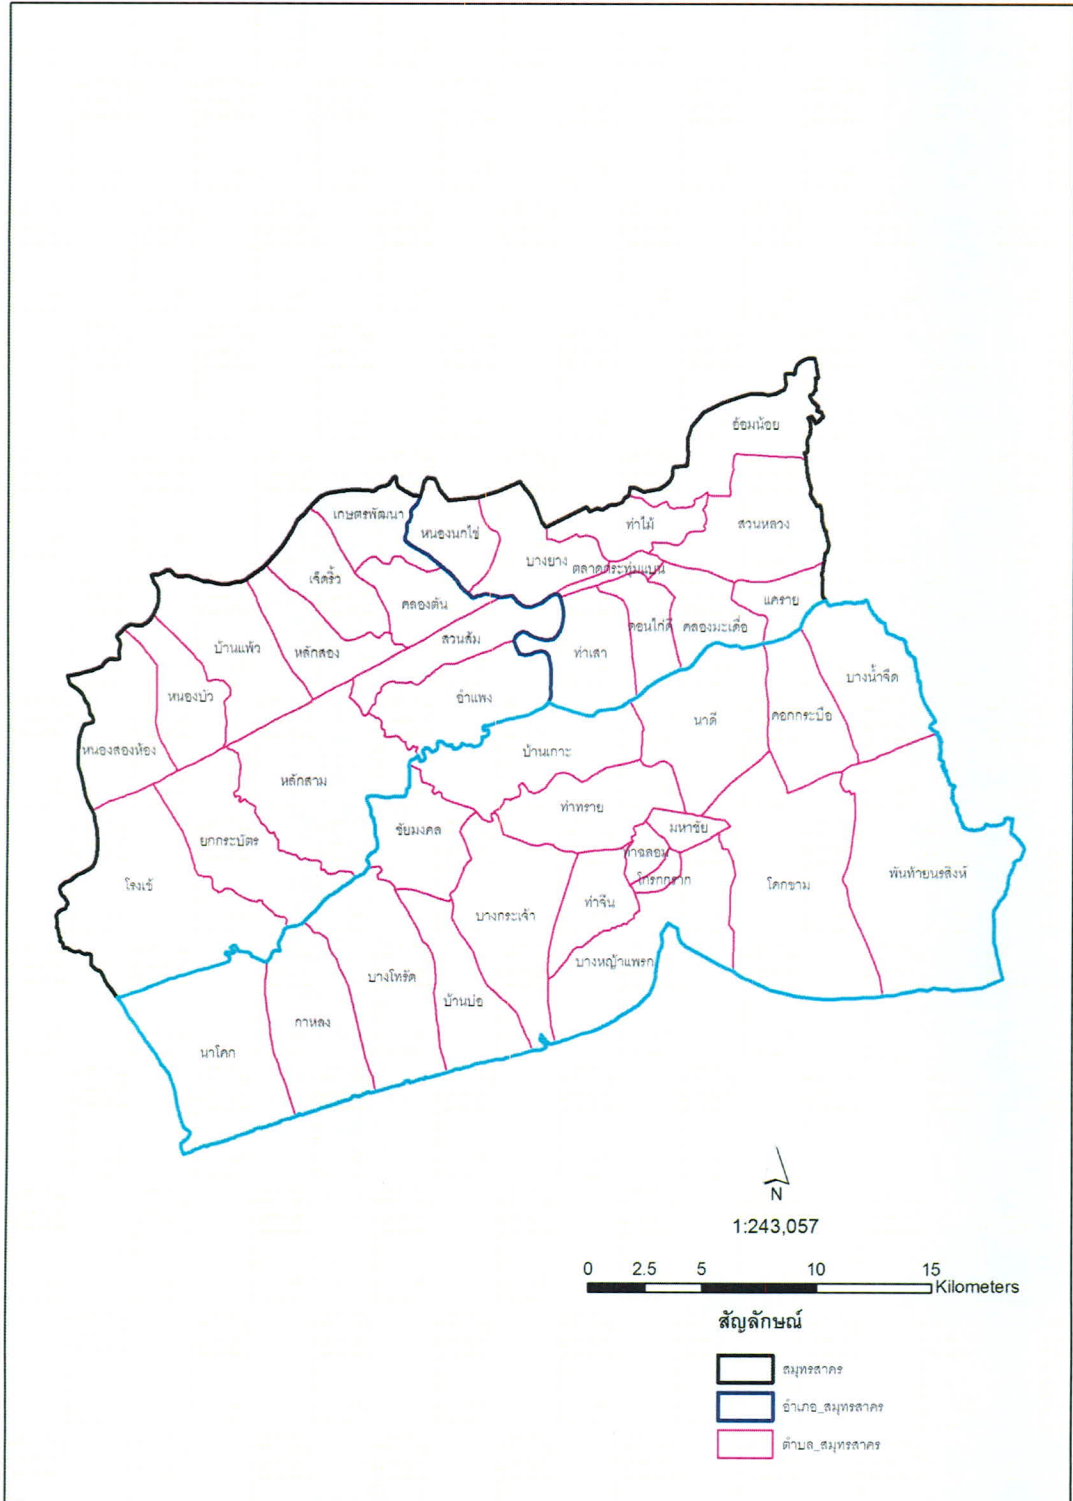 อ้อมน้อย
เกษตรพัฒนา
หนองนกไข่
ท่าไม้
สวนหลวง
บางยาง
ตลาดกระทุ่มแบน
เจ็ดริ้ว
คลองตัน
แคราย
สวนส้ม
ดอนไก่ดี
คลองมะเดื่อ
บ้านแพ้ว
หลักสอง
ท่าเสา
บางน้ำจืด
หนองบัว
อำแพง
นาดี
คอกกระบือ
หนองสองห้อง
บ้านเกาะ
หลักสาม
ท่าทราย
ชัยมงคล
มหาชัย
ยกกระบัตร
ท่าฉลอม
โรงเข้
โกรกกราก
โคกขาม
พันท้ายนรสิงห์
ท่าจีน
บางกระเจ้า
บางหญ้าแพรก
บางโทรัด
บ้านบ่อ
กาหลง
นาโคก
N
1:243,057
0 2.5 5 10 15
Kilometers
สัญลักษณ์
สมุทรสาคร
อำเภอ_สมุทรสาคร
ตำบล_สมุทรสาคร